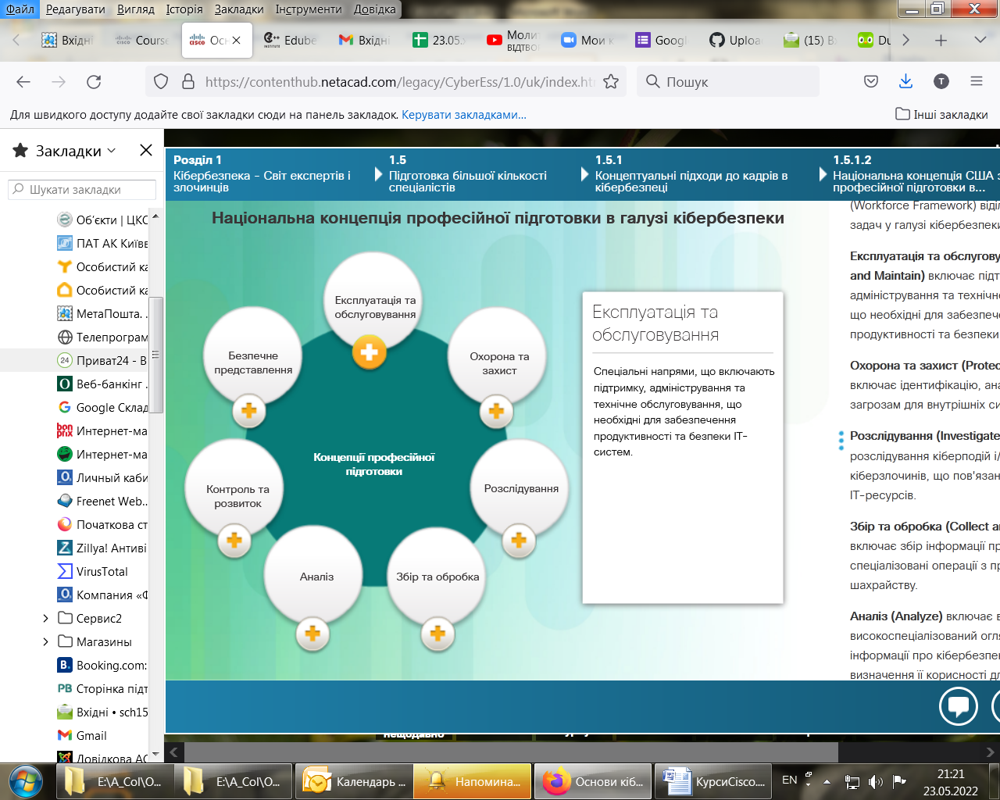 Файл Редагувати Вигляд Історія Закладки Інструменти Довідка
Вхідні
Course
Осн
Edube
Вхідні
23.05.
Моли
ВІДТВО
Мои к
Googl
Uploa
(15) В
Du
https://contenthub.netacad.com/legacy/CyberEss/1.0/uk/index.ht
Пошук
Для швидкого доступу додайте свої закладки сюди на панель закладок. Керувати закладками...
Інші закладки
Закладки
Шукати закладки
Об'єкти | ЦКС
ПАТ АК Київв
Особистий ка
Особистий ка
МетаПошта. .
Телепрограм
24 Приват24 - В
Веб-банкінг .
Google Склад
Интернет-ма
Интернет-ма
Личный каби
Freenet Web...
Початкова ст
Zillya! Антиві
VirusTotal
Компания «Ф
Сервис2
Магазины
Booking.com:
Сторінка підт
Вхідні • sch15
Gmail
Довідкова АС
Розділ 1
Кібербезпека - Світ експертів і
злочинців
1.5
Підготовка більшої кількості
спеціалістів
1.5.1
Концептуальні підходи до кадрів в
кібербезпеці
1.5.1.2
Національна концепція США з
професійної підготовки в...
Національна концепція професійної підготовки в галузі кібербезпеки
Експлуатація та
обслуговування
Безпечне
представлення
Охорона та
захист
Концепції професійної
підготовки
Контроль та
розвиток
Розслідування
Аналіз
Збір та обробка
Експлуатація та
обслуговування
Спеціальні напрями, що включають
підтримку, адміністрування та
технічне обслуговування, що
необхідні для забезпечення
продуктивності та безпеки ІТ-
систем.
(Workforce Framework) виділ
задач у галузі кібербезпеки
Експлуатація та обслугову
and Maintain) включає підт
адміністрування та технічне
що необхідні для забезпече
продуктивності та безпеки
Охорона та захист (Protec
включає ідентифікацію, ана
загрозам для внутрішніх си
Розслідування (Investigate
розслідування кіберподій і/
кіберзлочинів, що пов'язан
ІТ-ресурсів.
Збір та обробка (Collect ar
включає збір інформації пр
спеціалізовані операції з п
шахрайству.
Аналіз (Analyze) включає в
високоспеціалізований огля
інформації про кібербезпек
визначення її корисності дл
нещодавно
E:\A_Col\O...
E:\A_Col\O...
Календарь ...
Напомина...
Основи кіб...
КурсиCisco....
EN
21:21
23.05.2022